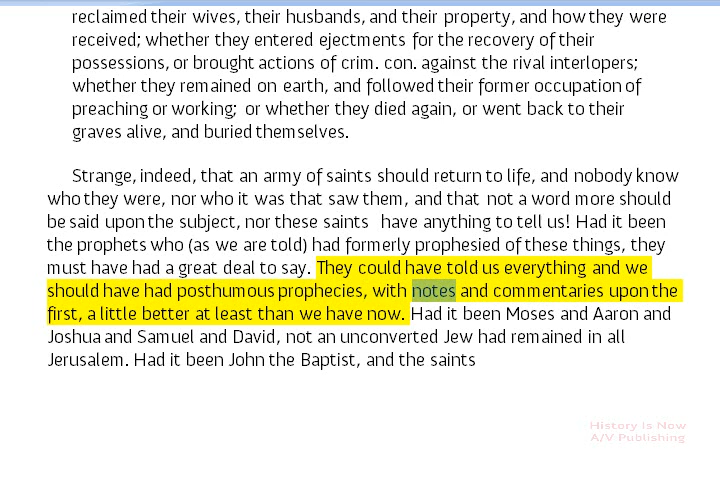 reclaimed their wives, their husbands, and their property, and how they were
received; whether they entered ejectments for the recovery of their
possessions, or brought actions of crim. con. against the rival interlopers;
whether they remained on earth, and followed their former occupation of
preaching or working; or whether they died again, or went back to their
graves alive, and buried themselves.
Strange, indeed, that an army of saints should return to life, and nobody know
who they were, nor who it was that saw them, and that not a word more should
be said upon the subject, nor these saints have anything to tell us! Had it been
the prophets who (as we are told) had formerly prophesied of these things, they
must have had a great deal to say. They could have told us everything and we
should have had posthumous prophecies, with notes and commentaries upon the
first, a little better at least than we have now. Had it been Moses and Aaron and
Joshua and Samuel and David, not an unconverted Jew had remained in all
Jerusalem. Had it been John the Baptist, and the saints
History Is Now
A/V Publishing